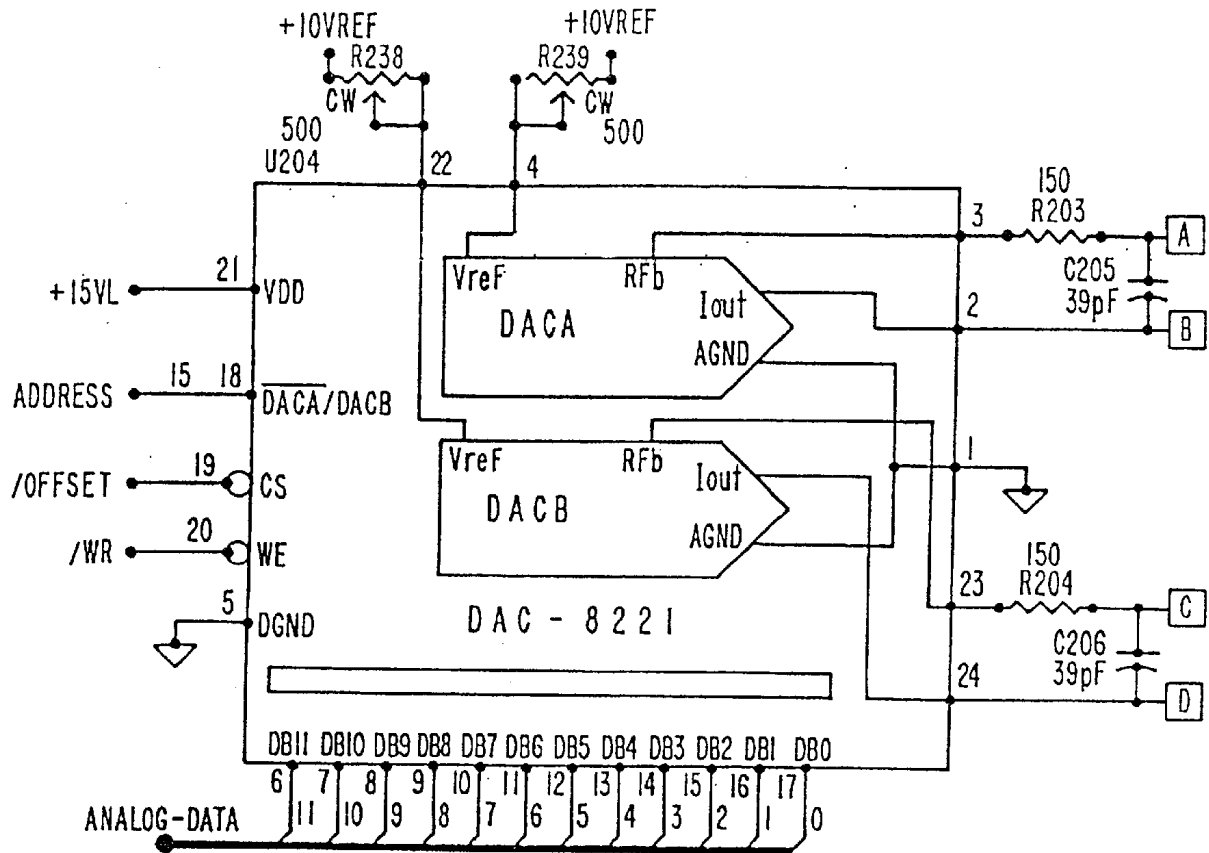 +10VREF +10VREF
R238 R239
CW CW
500 500
U204 22 4
150
3 R203 A
VreF RFb
21 C205
+15VL VDD 39pF
Iout 2
DACA B
AGND
15 18
ADDRESS DACA/DACB
1
VreF RFb
19 Iout
/OFFSET CS
DACB
20 AGND
/WR WE
150
5 23 R204 C
DGND DAC - 8221
C206
24 39pF
D
DB11 DB10 DB9 DB8 DB7 DB6 DB5 DB4 DB3 DB2 DB1 DB0
6 7 8 9 10 11 12 13 14 15 16 17
11 10 9 8 7 6 5 4 3 2 1 0
ANALOG-DATA